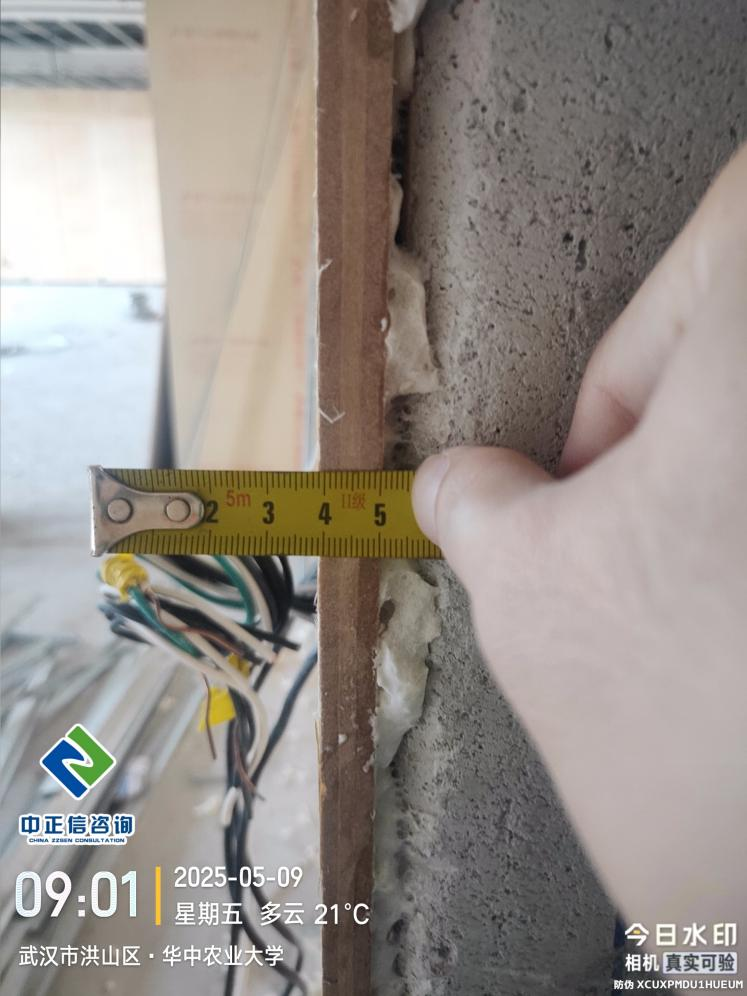 2 5m 3 4 II级 5
中正信咨询
CHINA ZZSEN CONSULTATION
09:01
2025-05-09
星期五 多云 21°C
武汉市洪山区·华中农业大学
今日水印
相机 真实可验
防伪 XCUXPMDU1HUEUM